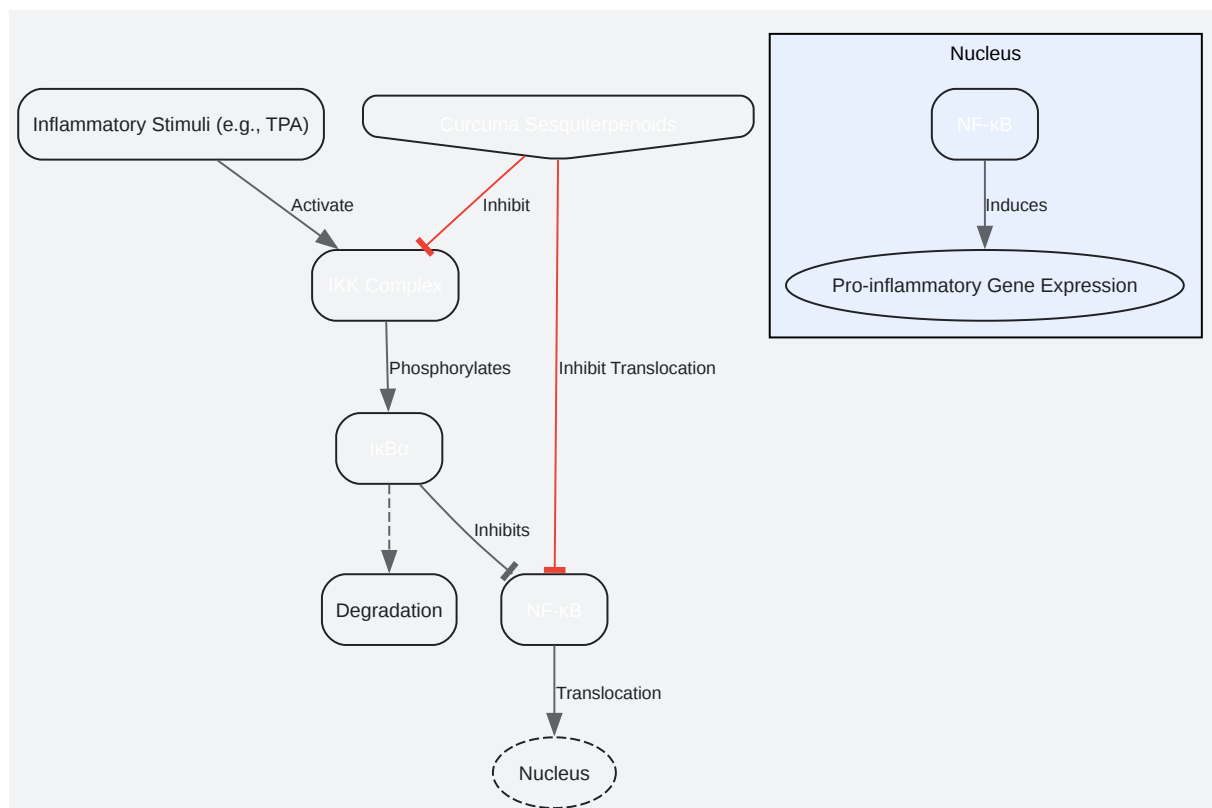 Nucleus
Inflammatory Stimuli (e.g., TPA)
Curcuma Sesquiterpenoids
NF-κB
Activate
Inhibit
Induces
IKK Complex
Pro-inflammatory Gene Expression
Phosphorylates
Inhibit Translocation
IκBα
Inhibits
Degradation
NF-κB
Translocation
Nucleus